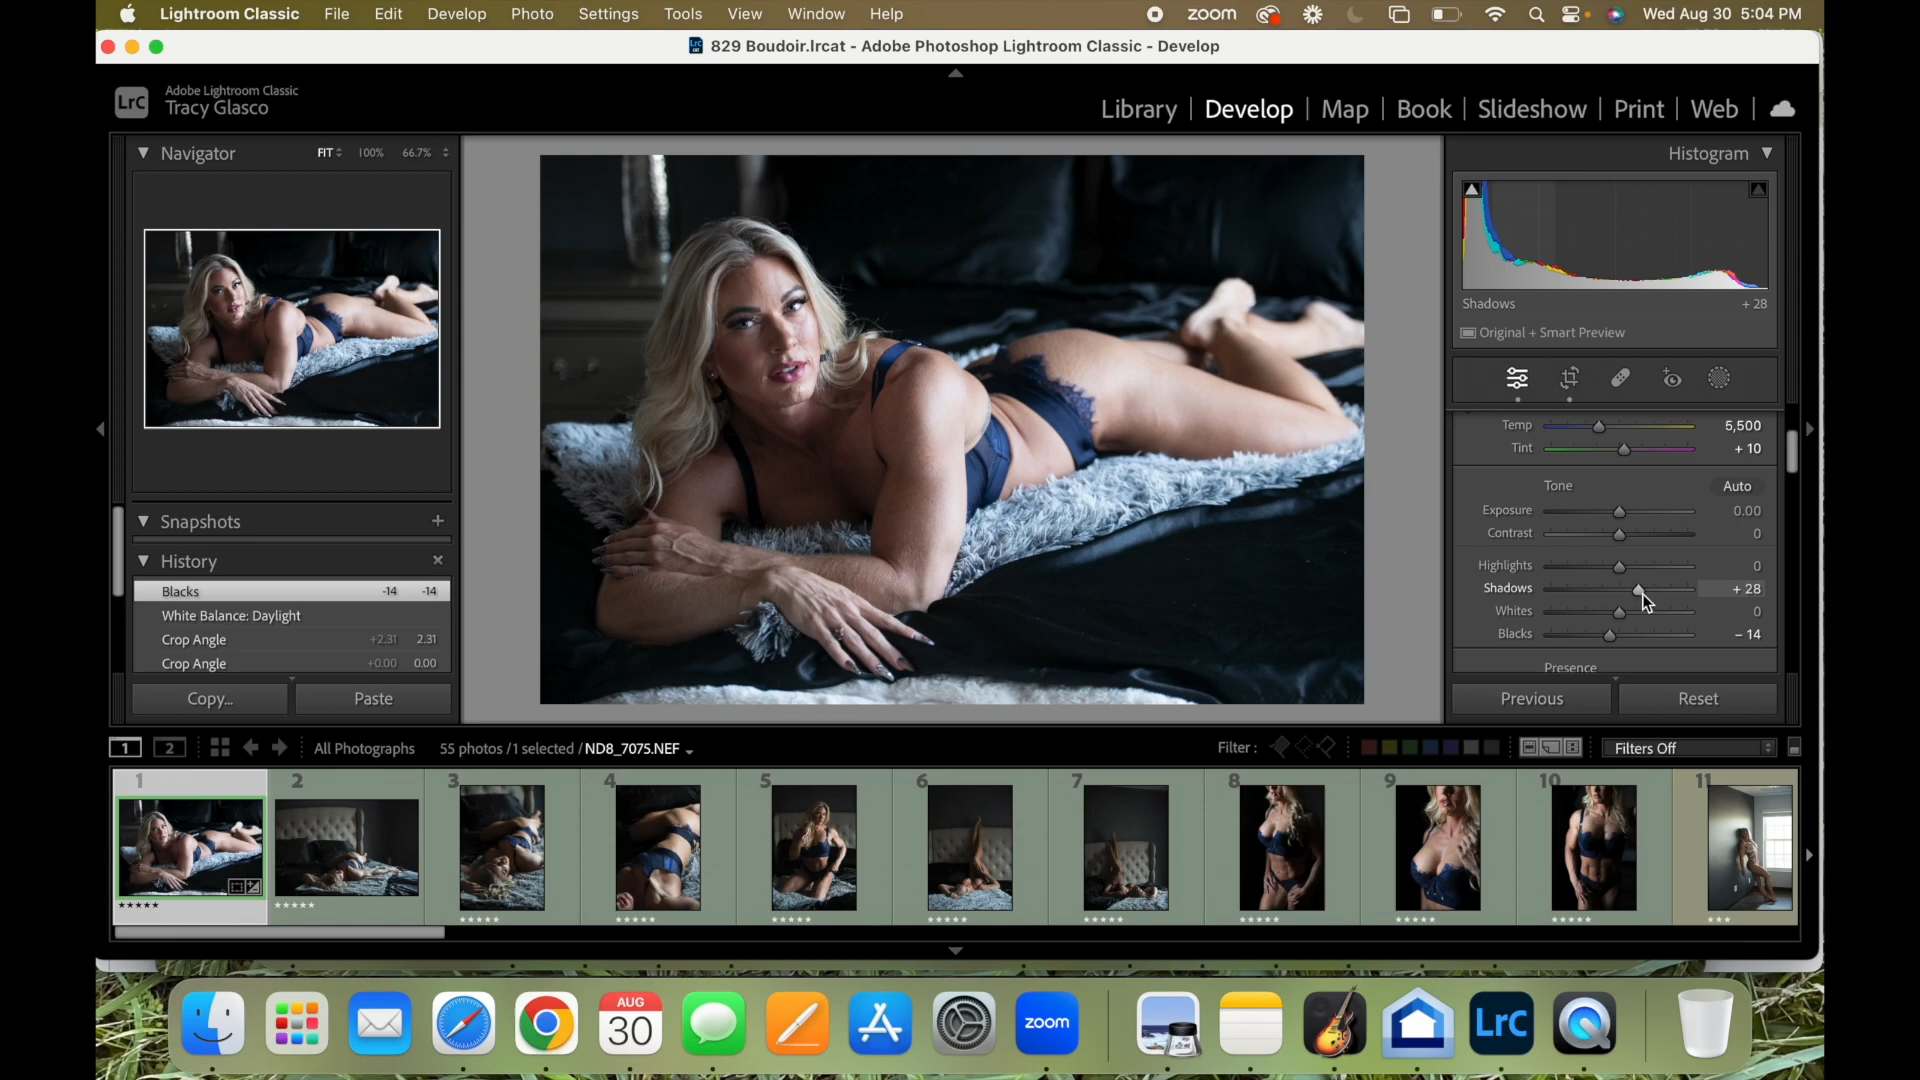 Lightroom Classic File Edit Develop Photo Settings Tools View Window Help zoom Wed Aug 30 5:04 PM
829 Boudoir.lrcat - Adobe Photoshop Lightroom Classic - Develop
LrC Adobe Lightroom Classic
Tracy Glasco
Library | Develop | Map | Book | Slideshow | Print | Web |
Navigator FIT 100% 66.7%
Histogram
Shadows +28
Original + Smart Preview
Temp 5,500
Tint +10
Tone Auto
Exposure 0.00
Contrast 0
Highlights 0
Shadows +28
Whites 0
Blacks -14
Presence
Previous Reset
Snapshots +
History
Blacks -14 -14
White Balance: Daylight
Crop Angle +2.31 2.31
Crop Angle +0.00 0.00
Copy... Paste
1 2 All Photographs 55 photos /1 selected /ND8_7075.NEF Filter: Filters Off
1 2 3 4 5 6 7 8 9 10 11
AUG
30
zoom
LrC